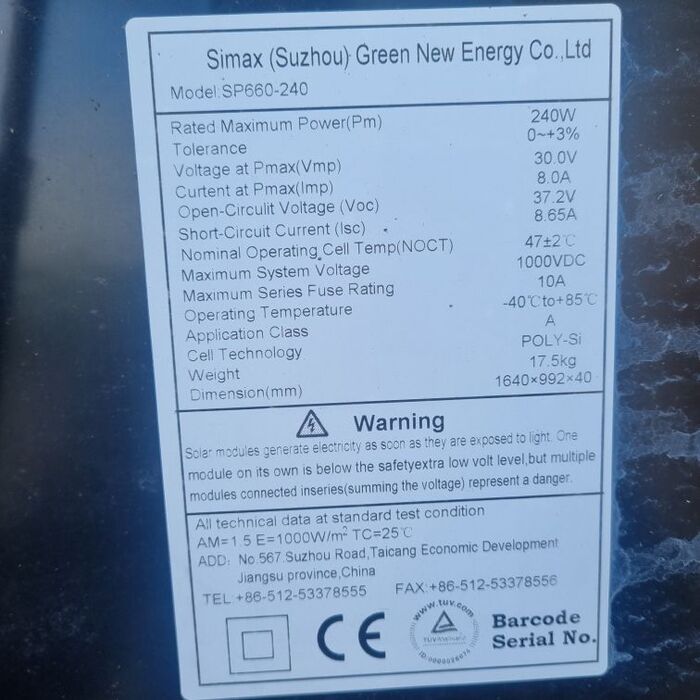 Simax (Suzhou) Green New Energy Co.,Ltd
Model:SP660-240
Rated Maximum Power(Pm) 240W
Tolerance 0~+3%
Voltage at Pmax(Vmp) 30.0V
Curtent at Pmax(Imp) 8.0A
Open-Circulit Voltage (Voc) 37.2V
Short-Circuit Current (Isc) 8.65A
Nominal Operating Cell Temp(NOCT) 47±2℃
Maximum System Voltage 1000VDC
Maximum Series Fuse Rating 10A
Operating Temperature -40℃to+85℃
Application Class A
Cell Technology POLY-Si
Weight 17.5kg
Dimension(mm) 1640×992×40
Warning
Solar modules generate electricity as soon as they are exposed to light. One
module on its own is below the safetyextra low volt level,but multiple
modules connected inseries(summing the voltage) represent a danger.
All technical data at standard test condition
AM=1.5 E=1000W/m² TC=25℃
ADD: No.567.Suzhou Road,Taicang Economic Development
Jiangsu province,China
TEL +86-512-53378555 FAX:+86-512-53378556
CE
www.tuv.com
Barcode
Serial No.